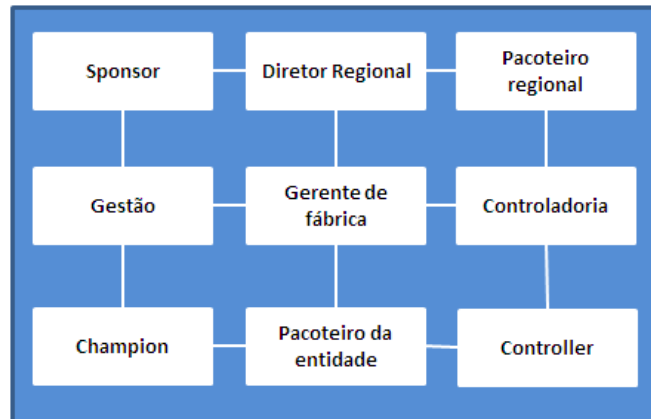 Sponsor
Diretor Regional
Pacoteiro
regional
Gestão
Gerente de
fábrica
Controladoria
Champion
Pacoteiro da
entidade
Controller